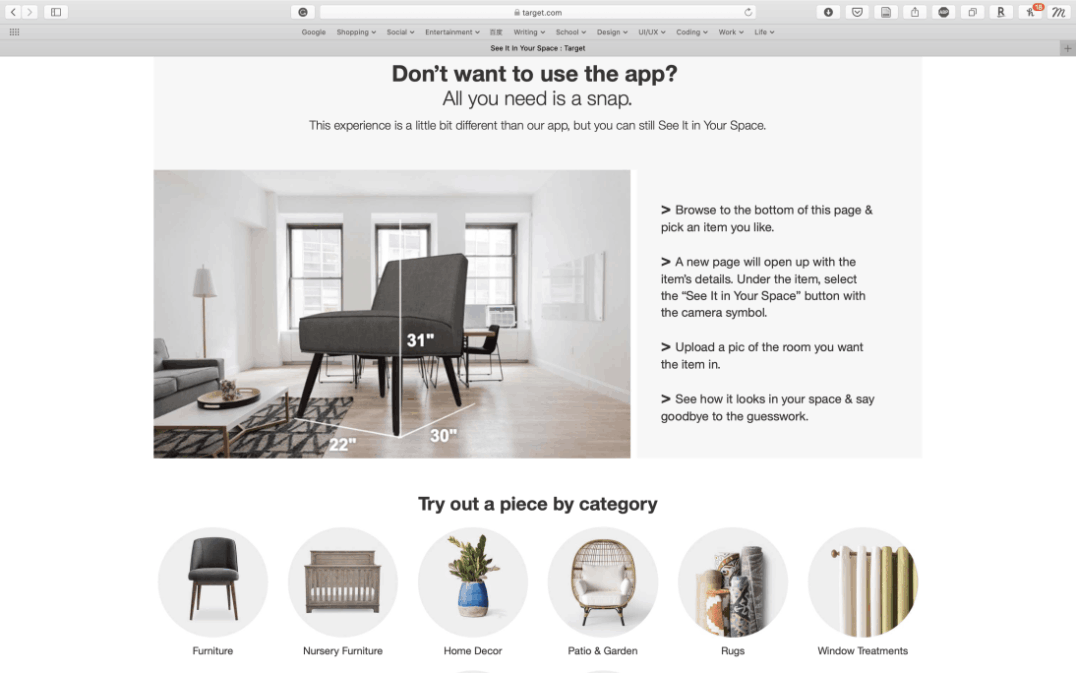 target.com
18
Google Shopping Social Entertainment 百度 Writing School Design UI/UX Coding Work Life
See It In Your Space : Target
Don’t want to use the app?
All you need is a snap.
This experience is a little bit different than our app, but you can still See It in Your Space.
31"
22"
30"
> Browse to the bottom of this page &
pick an item you like.
> A new page will open up with the
item’s details. Under the item, select
the “See It in Your Space” button with
the camera symbol.
> Upload a pic of the room you want
the item in.
> See how it looks in your space & say
goodbye to the guesswork.
Try out a piece by category
Furniture
Nursery Furniture
Home Decor
Patio & Garden
Rugs
Window Treatments